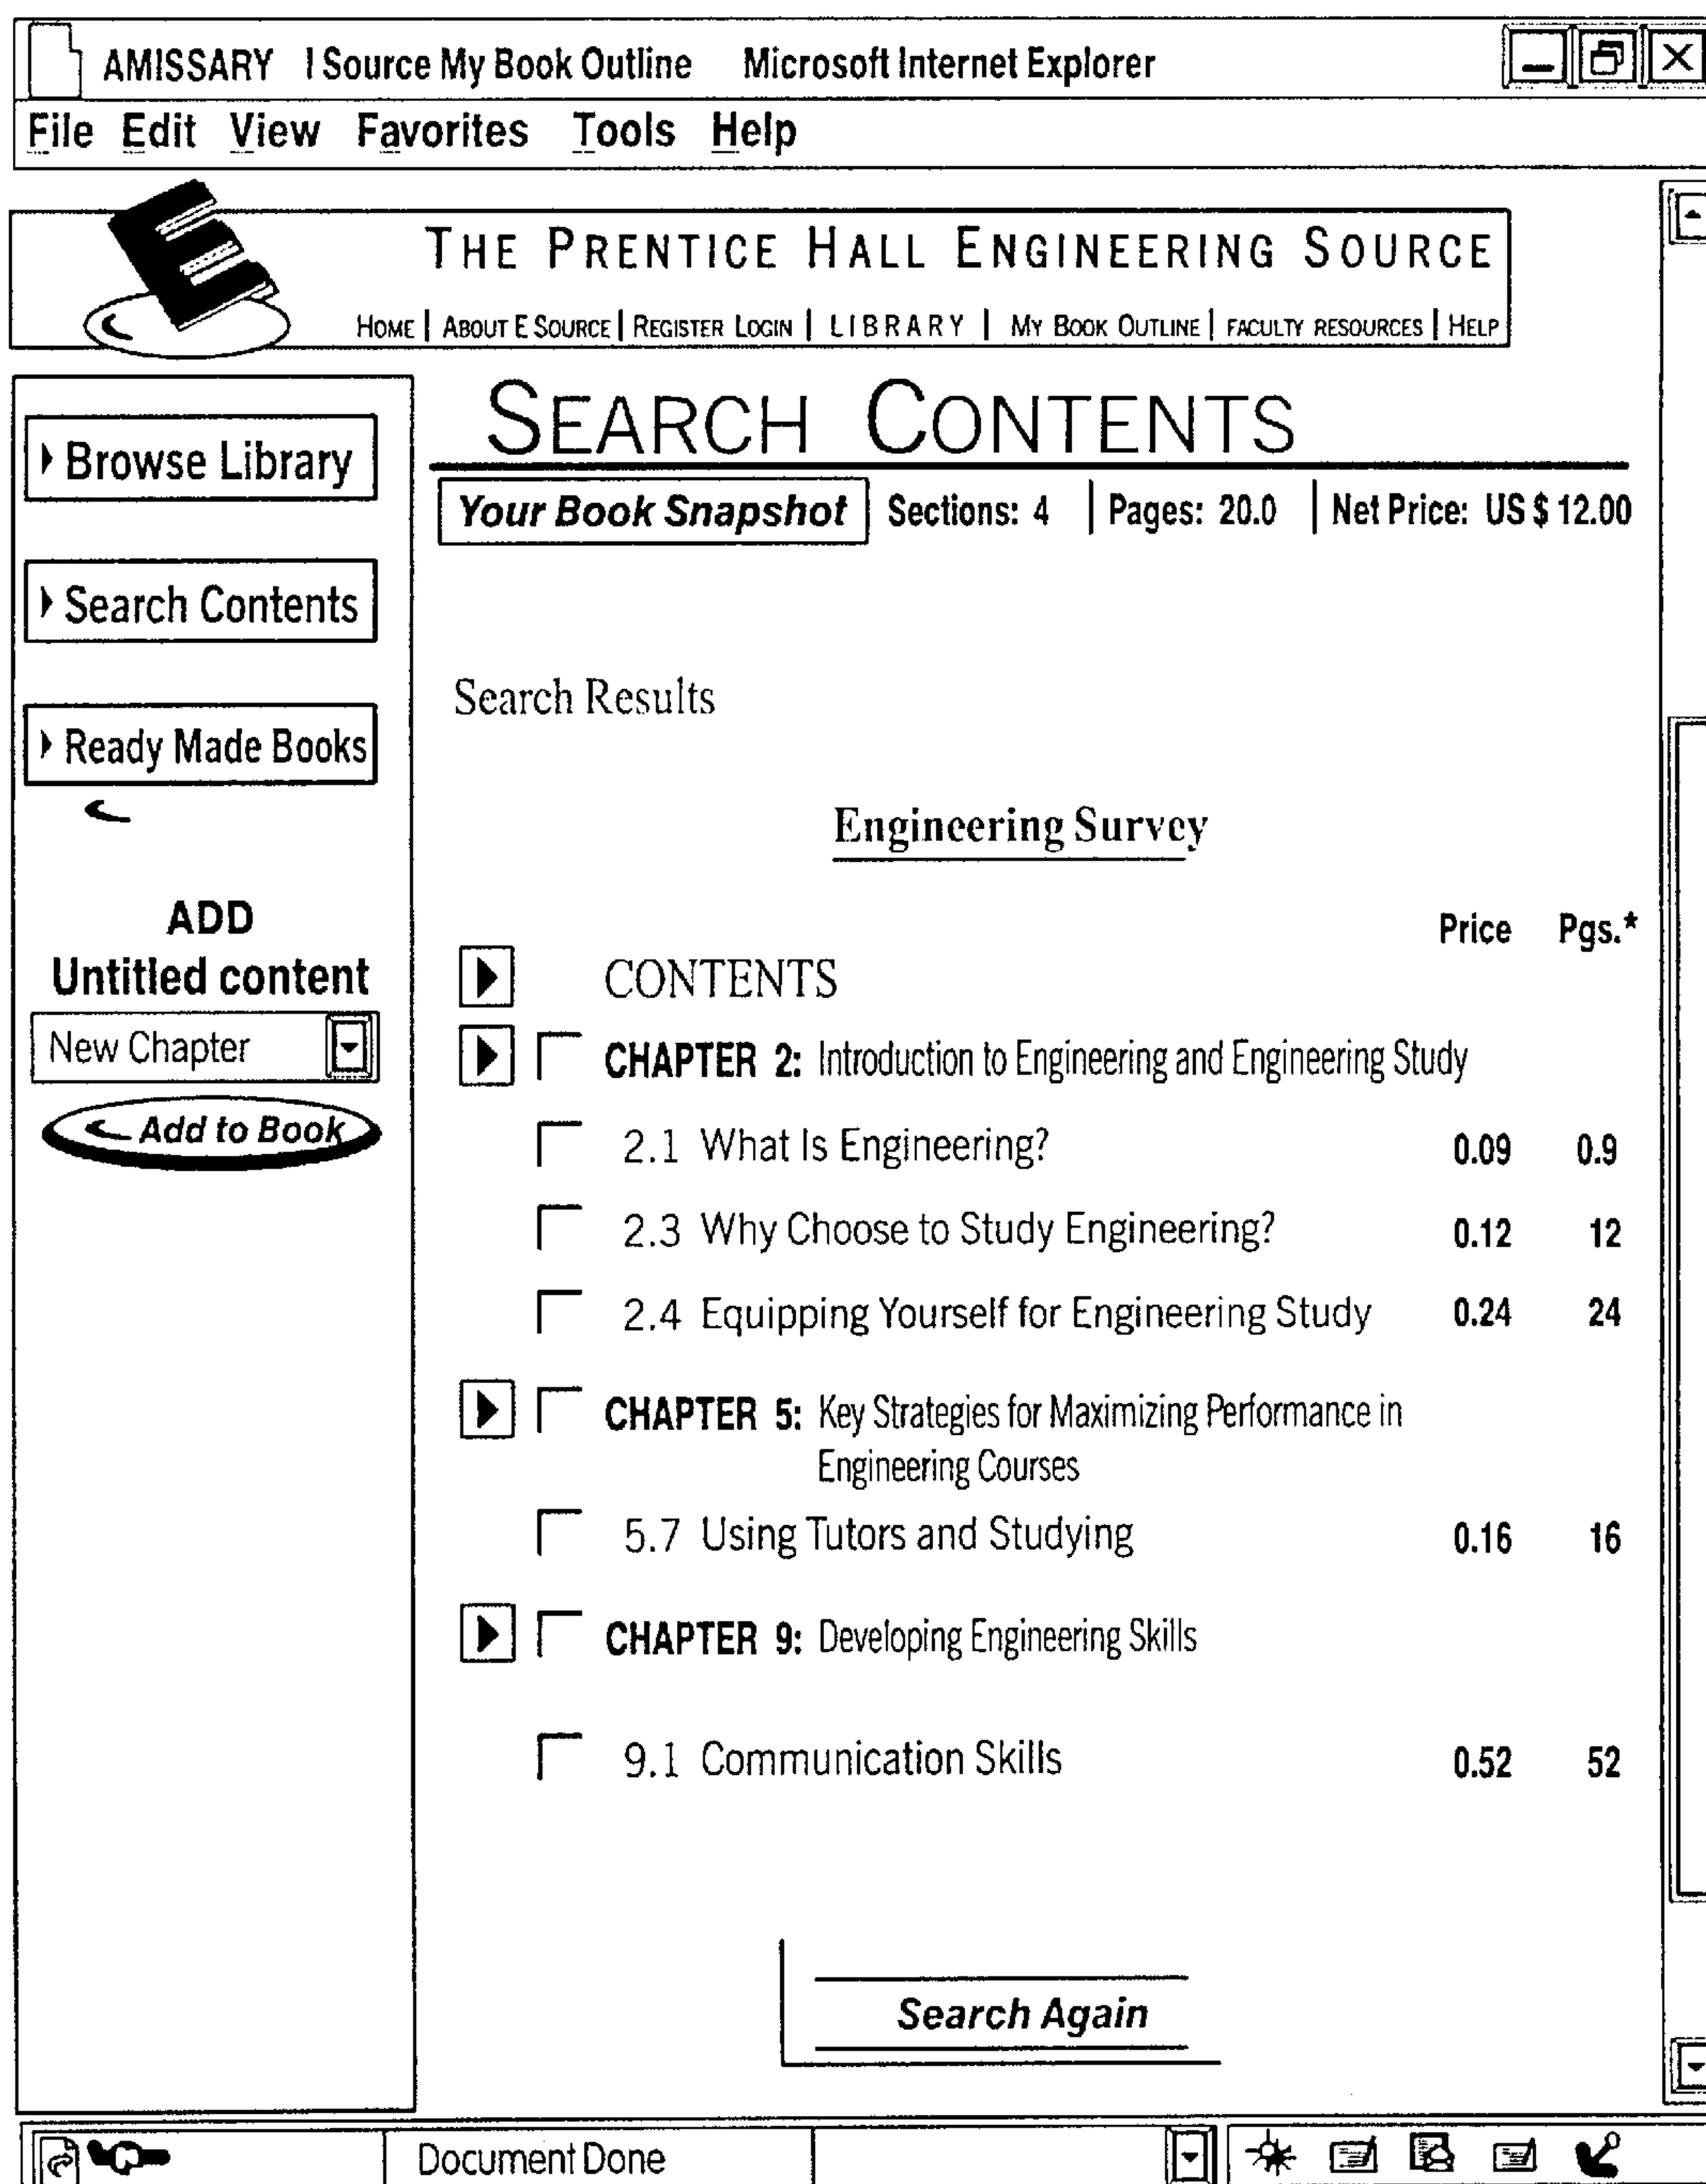 AMISSARY I Source My Book Outline Microsoft Internet Explorer
File Edit View Favorites Tools Help
THE PRENTICE HALL ENGINEERING SOURCE
HOME | ABOUT E SOURCE | REGISTER LOGIN | LIBRARY | MY BOOK OUTLINE | FACULTY RESOURCES | HELP
Browse Library
Search Contents
Ready Made Books
ADD
Untitled content
New Chapter
Add to Book
SEARCH CONTENTS
Your Book Snapshot | Sections: 4 | Pages: 20.0 | Net Price: US $ 12.00
Search Results
Engineering Survey
Price Pgs.*
CONTENTS
CHAPTER 2: Introduction to Engineering and Engineering Study
2.1 What Is Engineering? 0.09 0.9
2.3 Why Choose to Study Engineering? 0.12 12
2.4 Equipping Yourself for Engineering Study 0.24 24
CHAPTER 5: Key Strategies for Maximizing Performance in
Engineering Courses
5.7 Using Tutors and Studying 0.16 16
CHAPTER 9: Developing Engineering Skills
9.1 Communication Skills 0.52 52
Search Again
Document Done